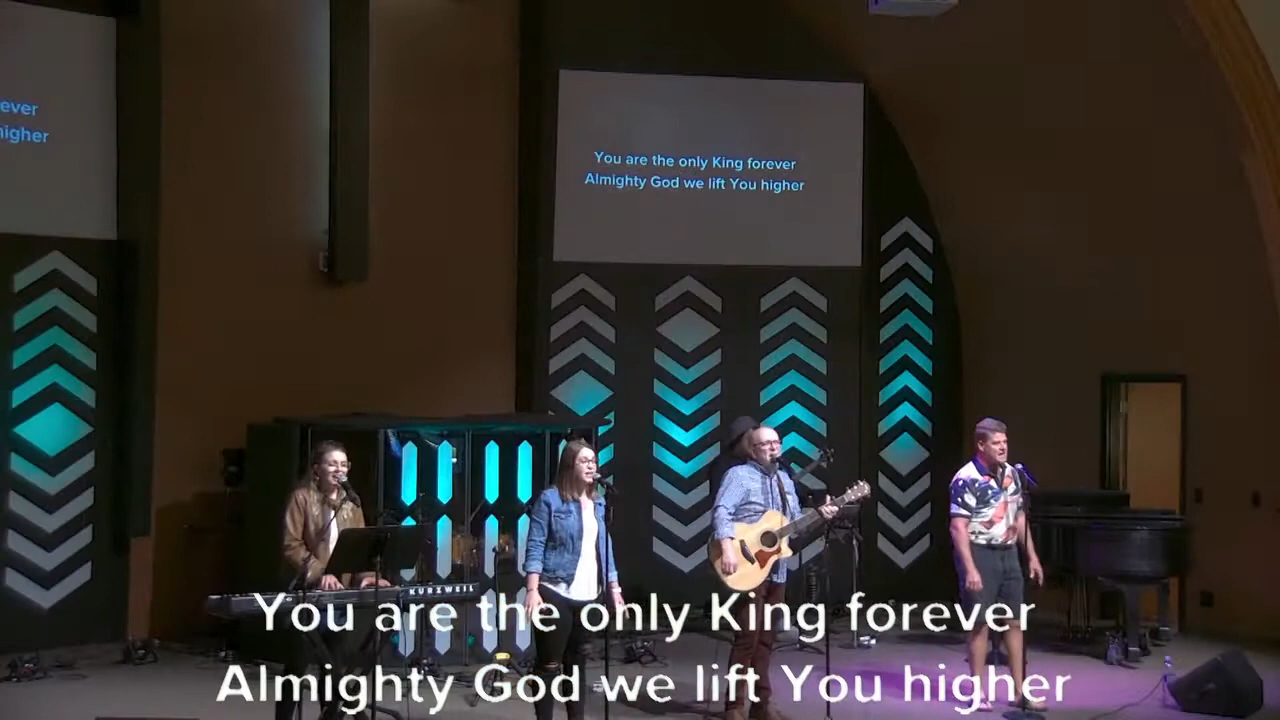 ever
higher
You are the only King forever
Almighty God we lift You higher
KURZWEIL
You are the only King forever
Almighty God we lift You higher